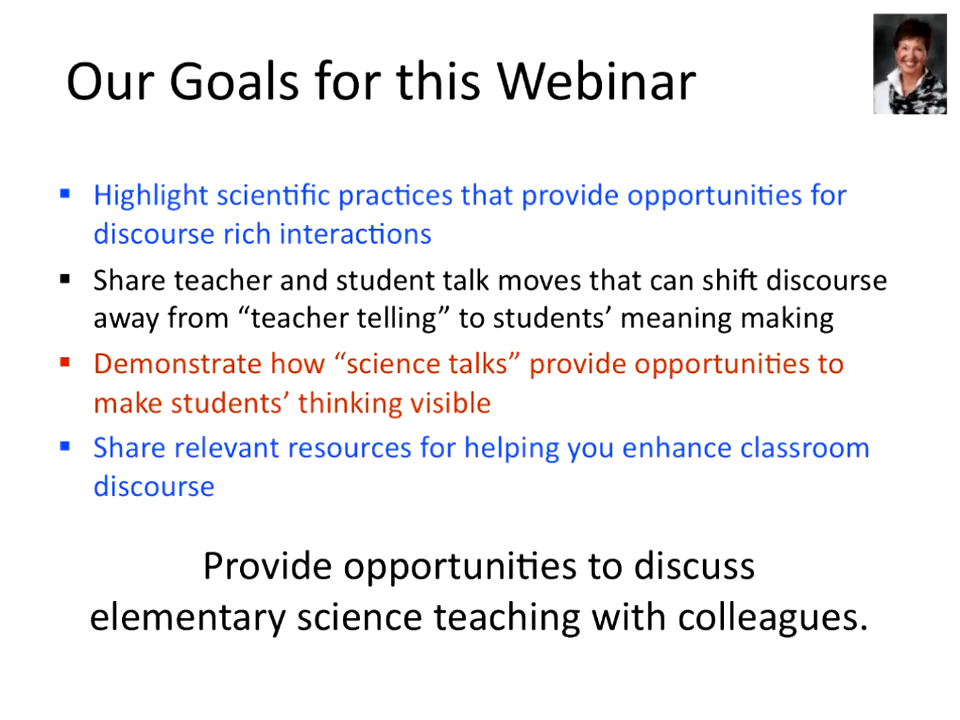 Our Goals for this Webinar
▪ Highlight scientific practices that provide opportunities for
discourse rich interactions
▪ Share teacher and student talk moves that can shift discourse
away from “teacher telling” to students’ meaning making
▪ Demonstrate how “science talks” provide opportunities to
make students’ thinking visible
▪ Share relevant resources for helping you enhance classroom
discourse
Provide opportunities to discuss
elementary science teaching with colleagues.